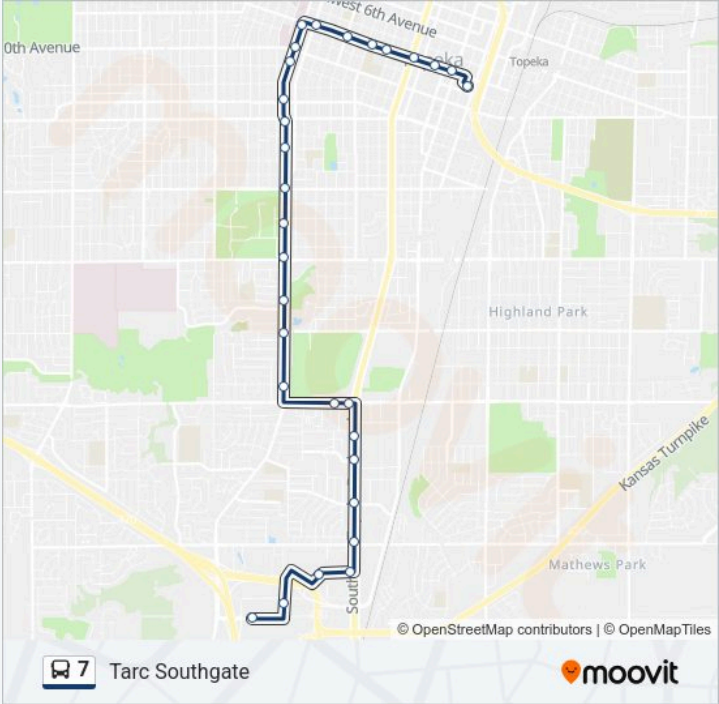 West 6th Avenue
0th Avenue
Topeka
Highland Park
Kansas Turnpike
Mathews Park
South
© OpenStreetMap contributors | © OpenMapTiles
7 Tarc Southgate
moovit